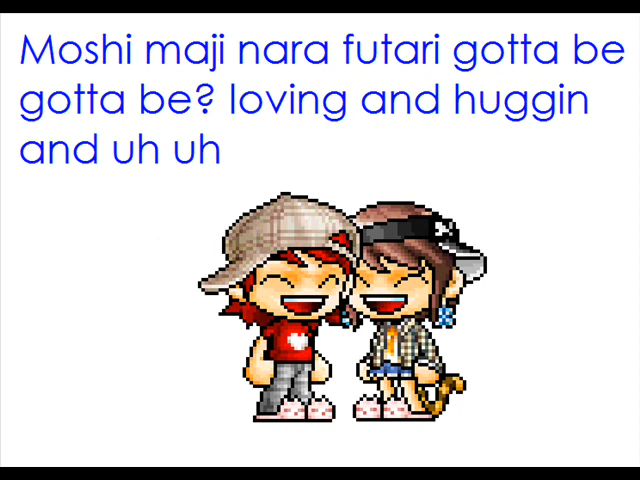 Moshi maji nara futari gotta be
gotta be? loving and huggin
and uh uh